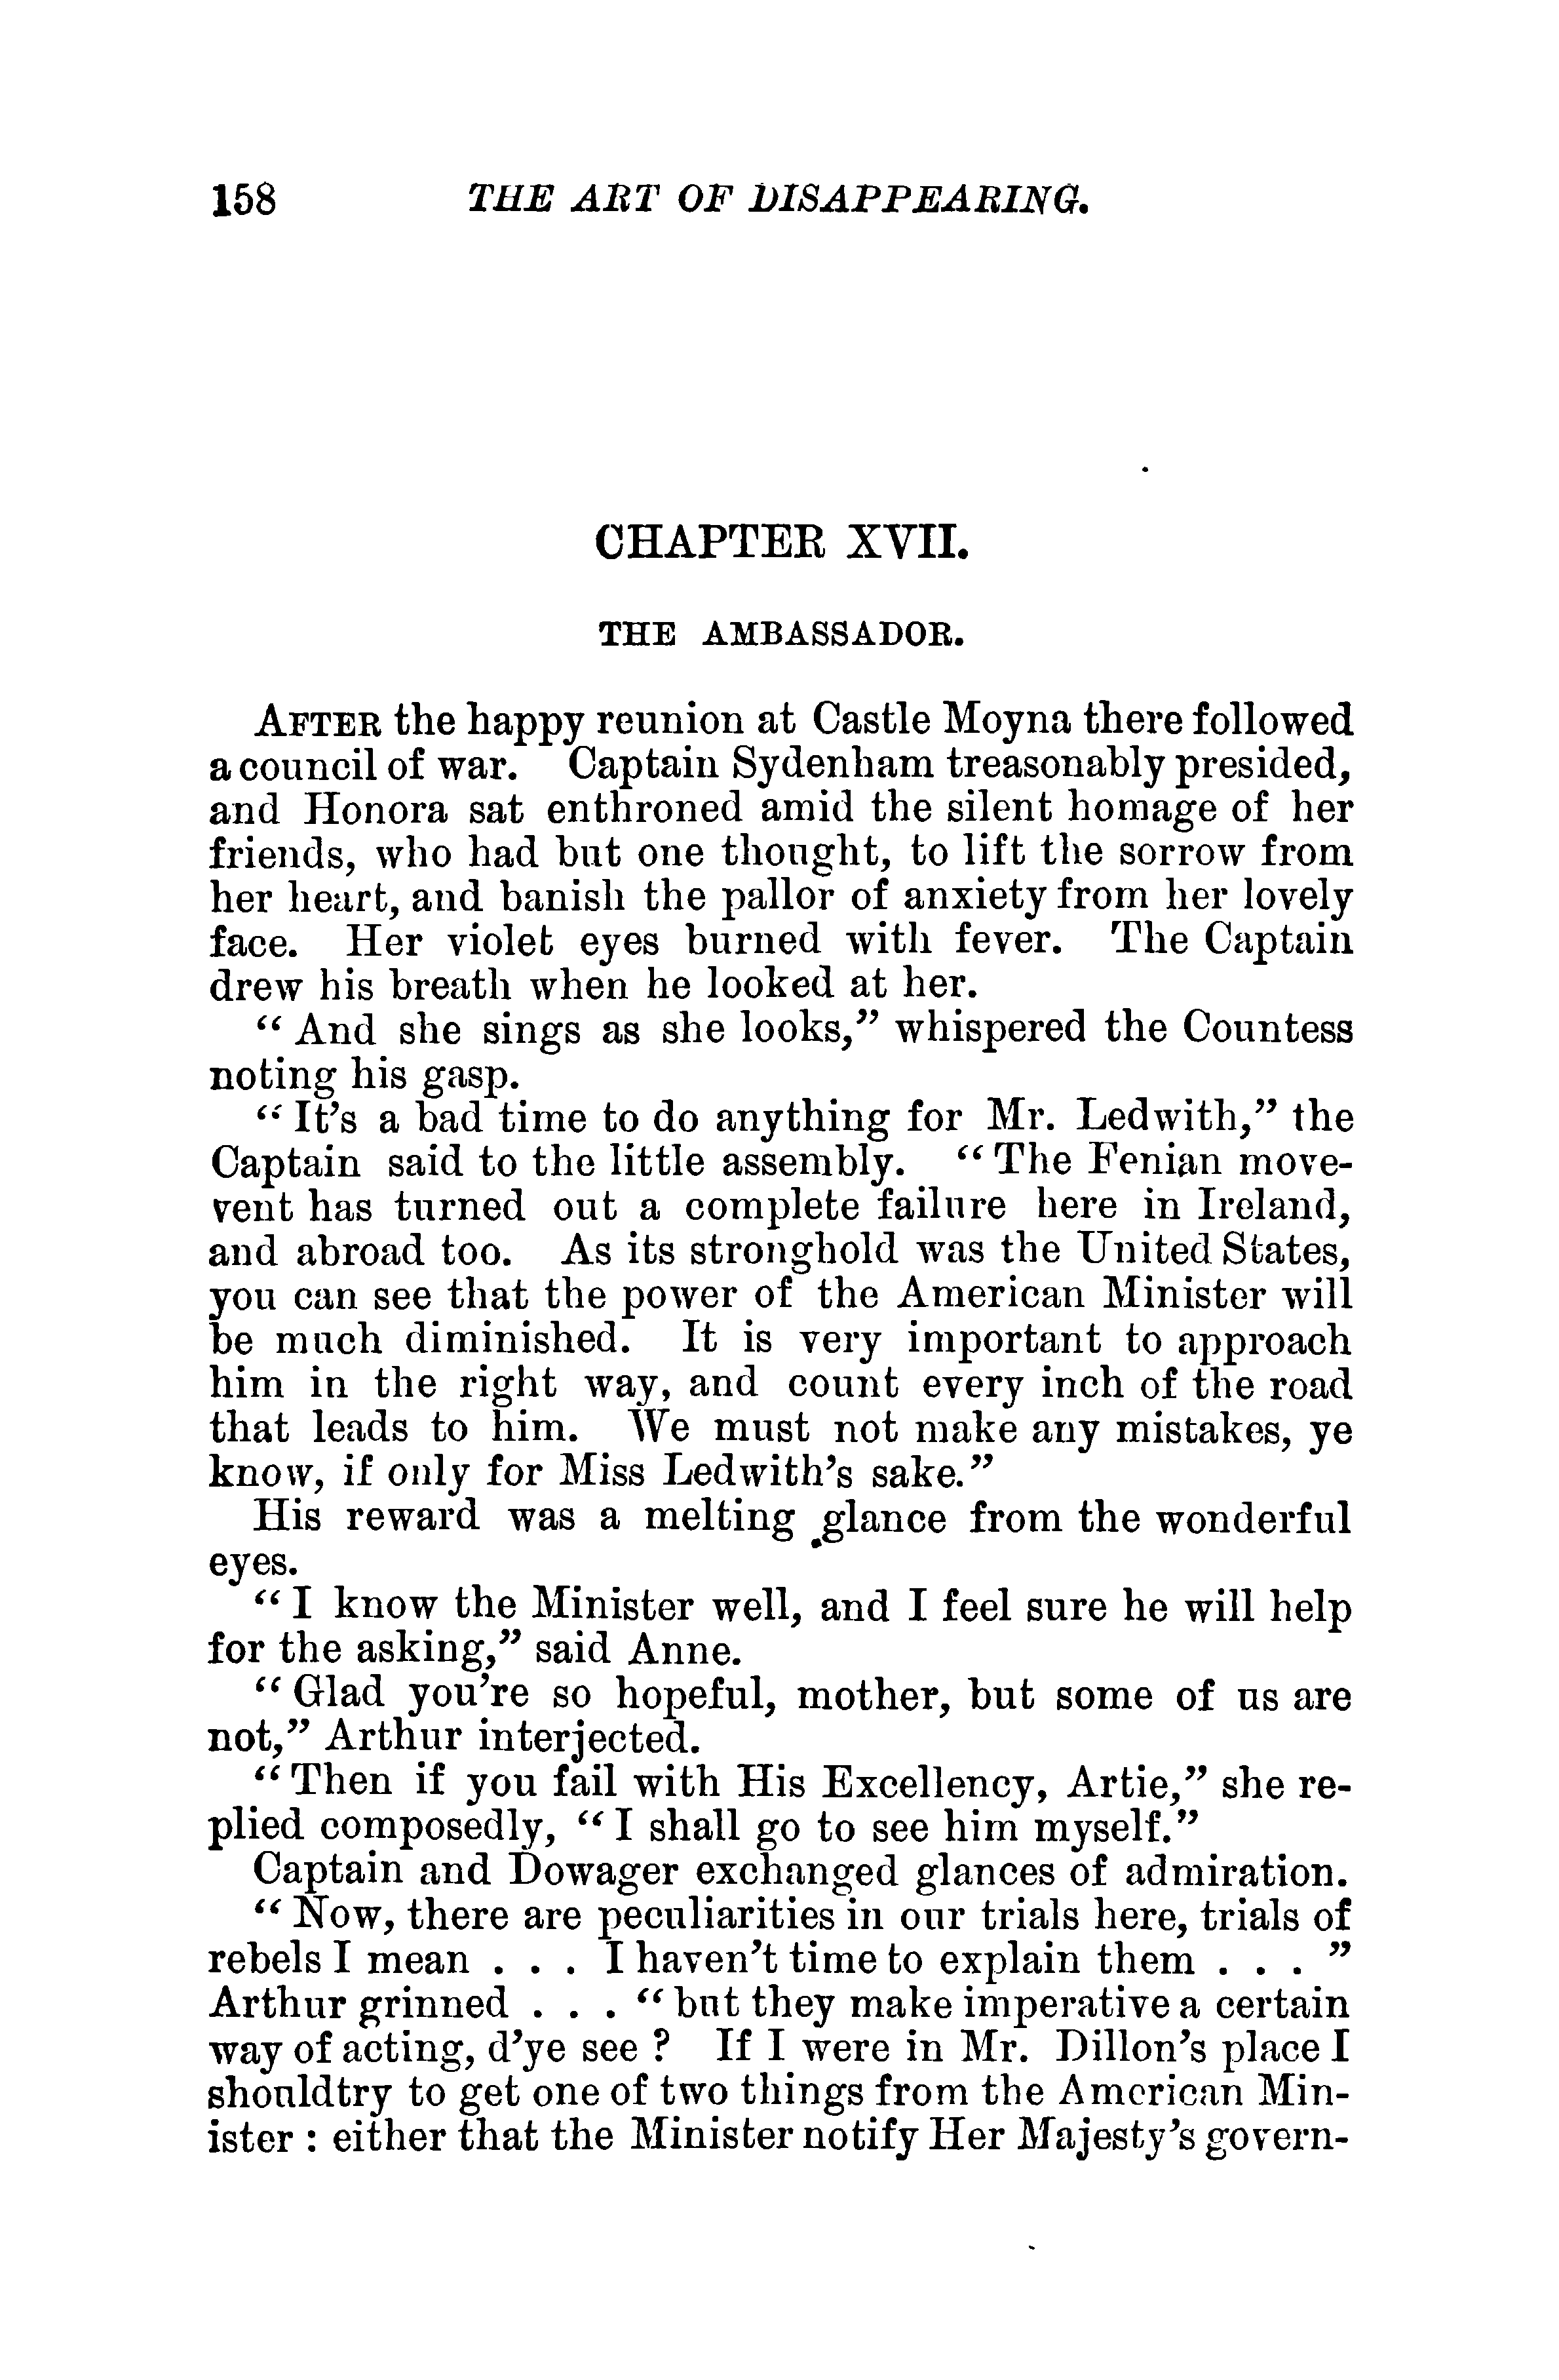 158 THE ART OF DISAPPEARING.
CHAPTER XVII.
THE AMBASSADOR.
AFTER the happy reunion at Castle Moyna there followed
a council of war. Captain Sydenham treasonably presided,
and Honora sat enthroned amid the silent homage of her
friends, who had but one thought, to lift the sorrow from
her heart, and banish the pallor of anxiety from her lovely
face. Her violet eyes burned with fever. The Captain
drew his breath when he looked at her.
“ And she sings as she looks,” whispered the Countess
noting his gasp.
“ It’s a bad time to do anything for Mr. Ledwith,” the
Captain said to the little assembly. “ The Fenian move-
vent has turned out a complete failure here in Ireland,
and abroad too. As its stronghold was the United States,
you can see that the power of the American Minister will
be much diminished. It is very important to approach
him in the right way, and count every inch of the road
that leads to him. We must not make any mistakes, ye
know, if only for Miss Ledwith’s sake.”
His reward was a melting glance from the wonderful
eyes.
“ I know the Minister well, and I feel sure he will help
for the asking,” said Anne.
“ Glad you’re so hopeful, mother, but some of us are
not,” Arthur interjected.
“ Then if you fail with His Excellency, Artie,” she re-
plied composedly, “ I shall go to see him myself.”
Captain and Dowager exchanged glances of admiration.
“ Now, there are peculiarities in our trials here, trials of
rebels I mean . . . I haven’t time to explain them . . . ”
Arthur grinned . . . “ but they make imperative a certain
way of acting, d’ye see ? If I were in Mr. Dillon’s place I
shouldtry to get one of two things from the American Min-
ister : either that the Minister notify Her Majesty’s govern-